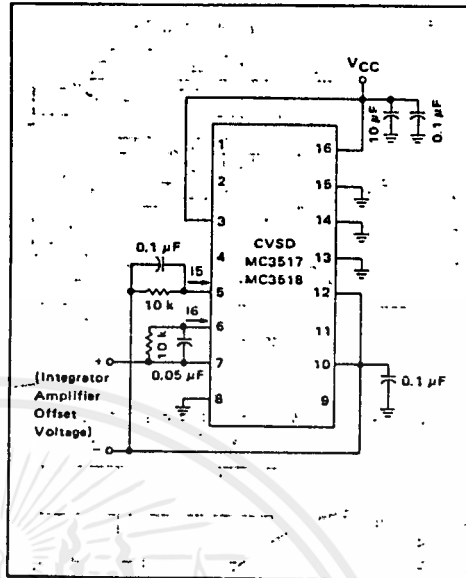 VCC
10 µF
0.1 µF
1
16
2
15
3
14
4
13
CVSD
MC3517
MC3518
0.1 µF
I5
5
12
10 k
I6
6
11
10 k
+
7
10
0.05 µF
0.1 µF
8
9
(Integrator
Amplifier
Offset
Voltage)
−